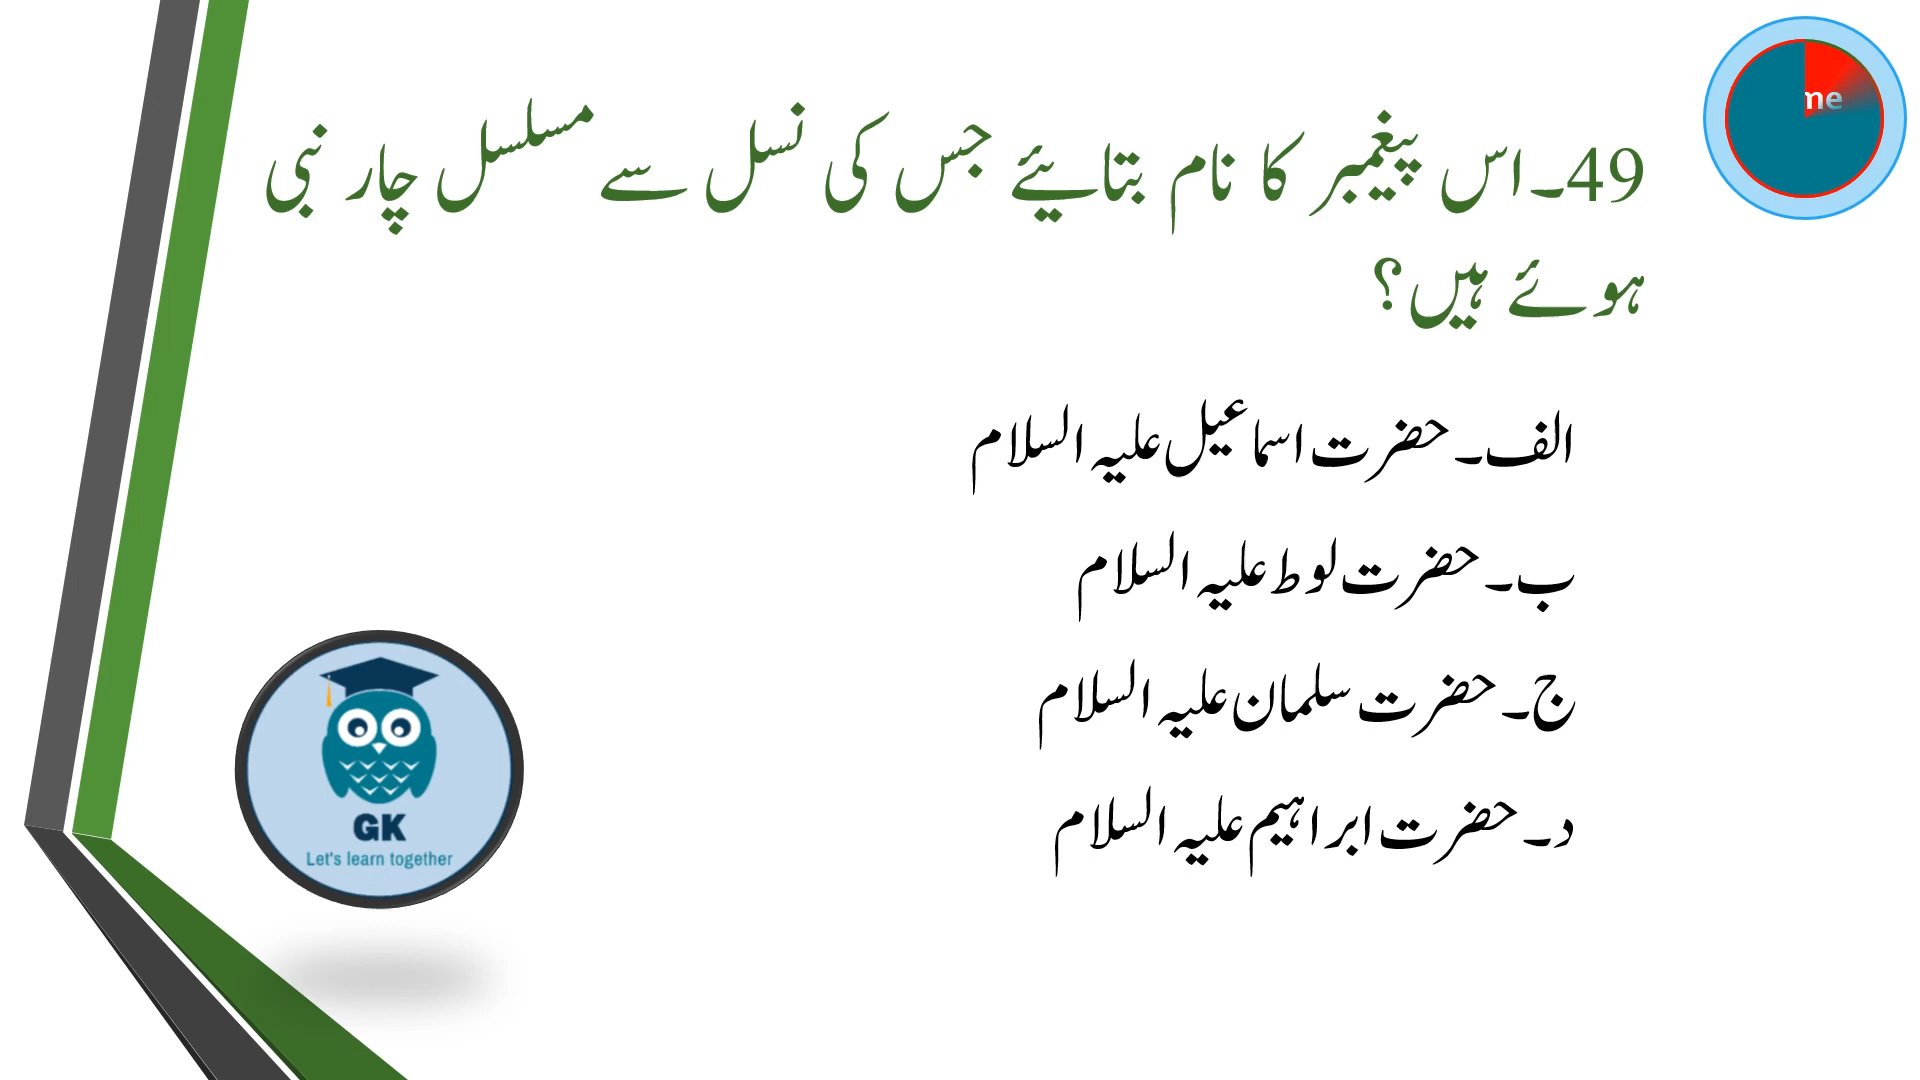 49۔اس پیغمبر کا نام بتایئے جس کی نسل سے مسلسل چار نبی
ہوئے ہیں؟
الف۔ حضرت اسماعیل علیہ السلام
ب۔ حضرت لوط علیہ السلام
ج۔ حضرت سلمان علیہ السلام
د۔ حضرت ابراہیم علیہ السلام
GK
Let's learn together